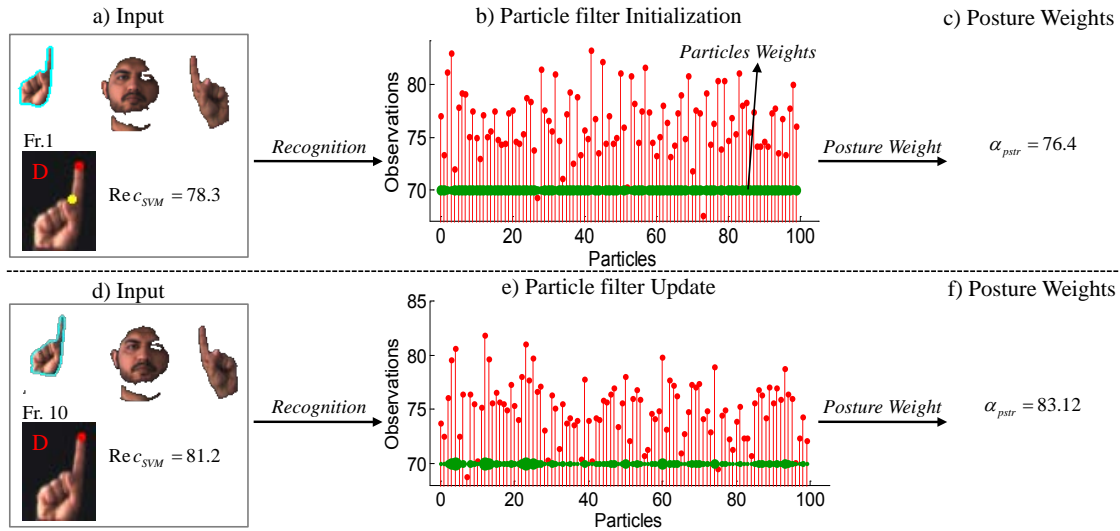 a) Input
b) Particle filter Initialization
c) Posture Weights
Fr.1
D
Rec_SVM = 78.3
Recognition
Observations
80
75
70
Particles Weights
0 20 40 60 80 100
Particles
Posture Weight
α_pstr = 76.4
d) Input
e) Particle filter Update
f) Posture Weights
Fr. 10
D
Rec_SVM = 81.2
Recognition
Observations
85
80
75
70
0 20 40 60 80 100
Particles
Posture Weight
α_pstr = 83.12